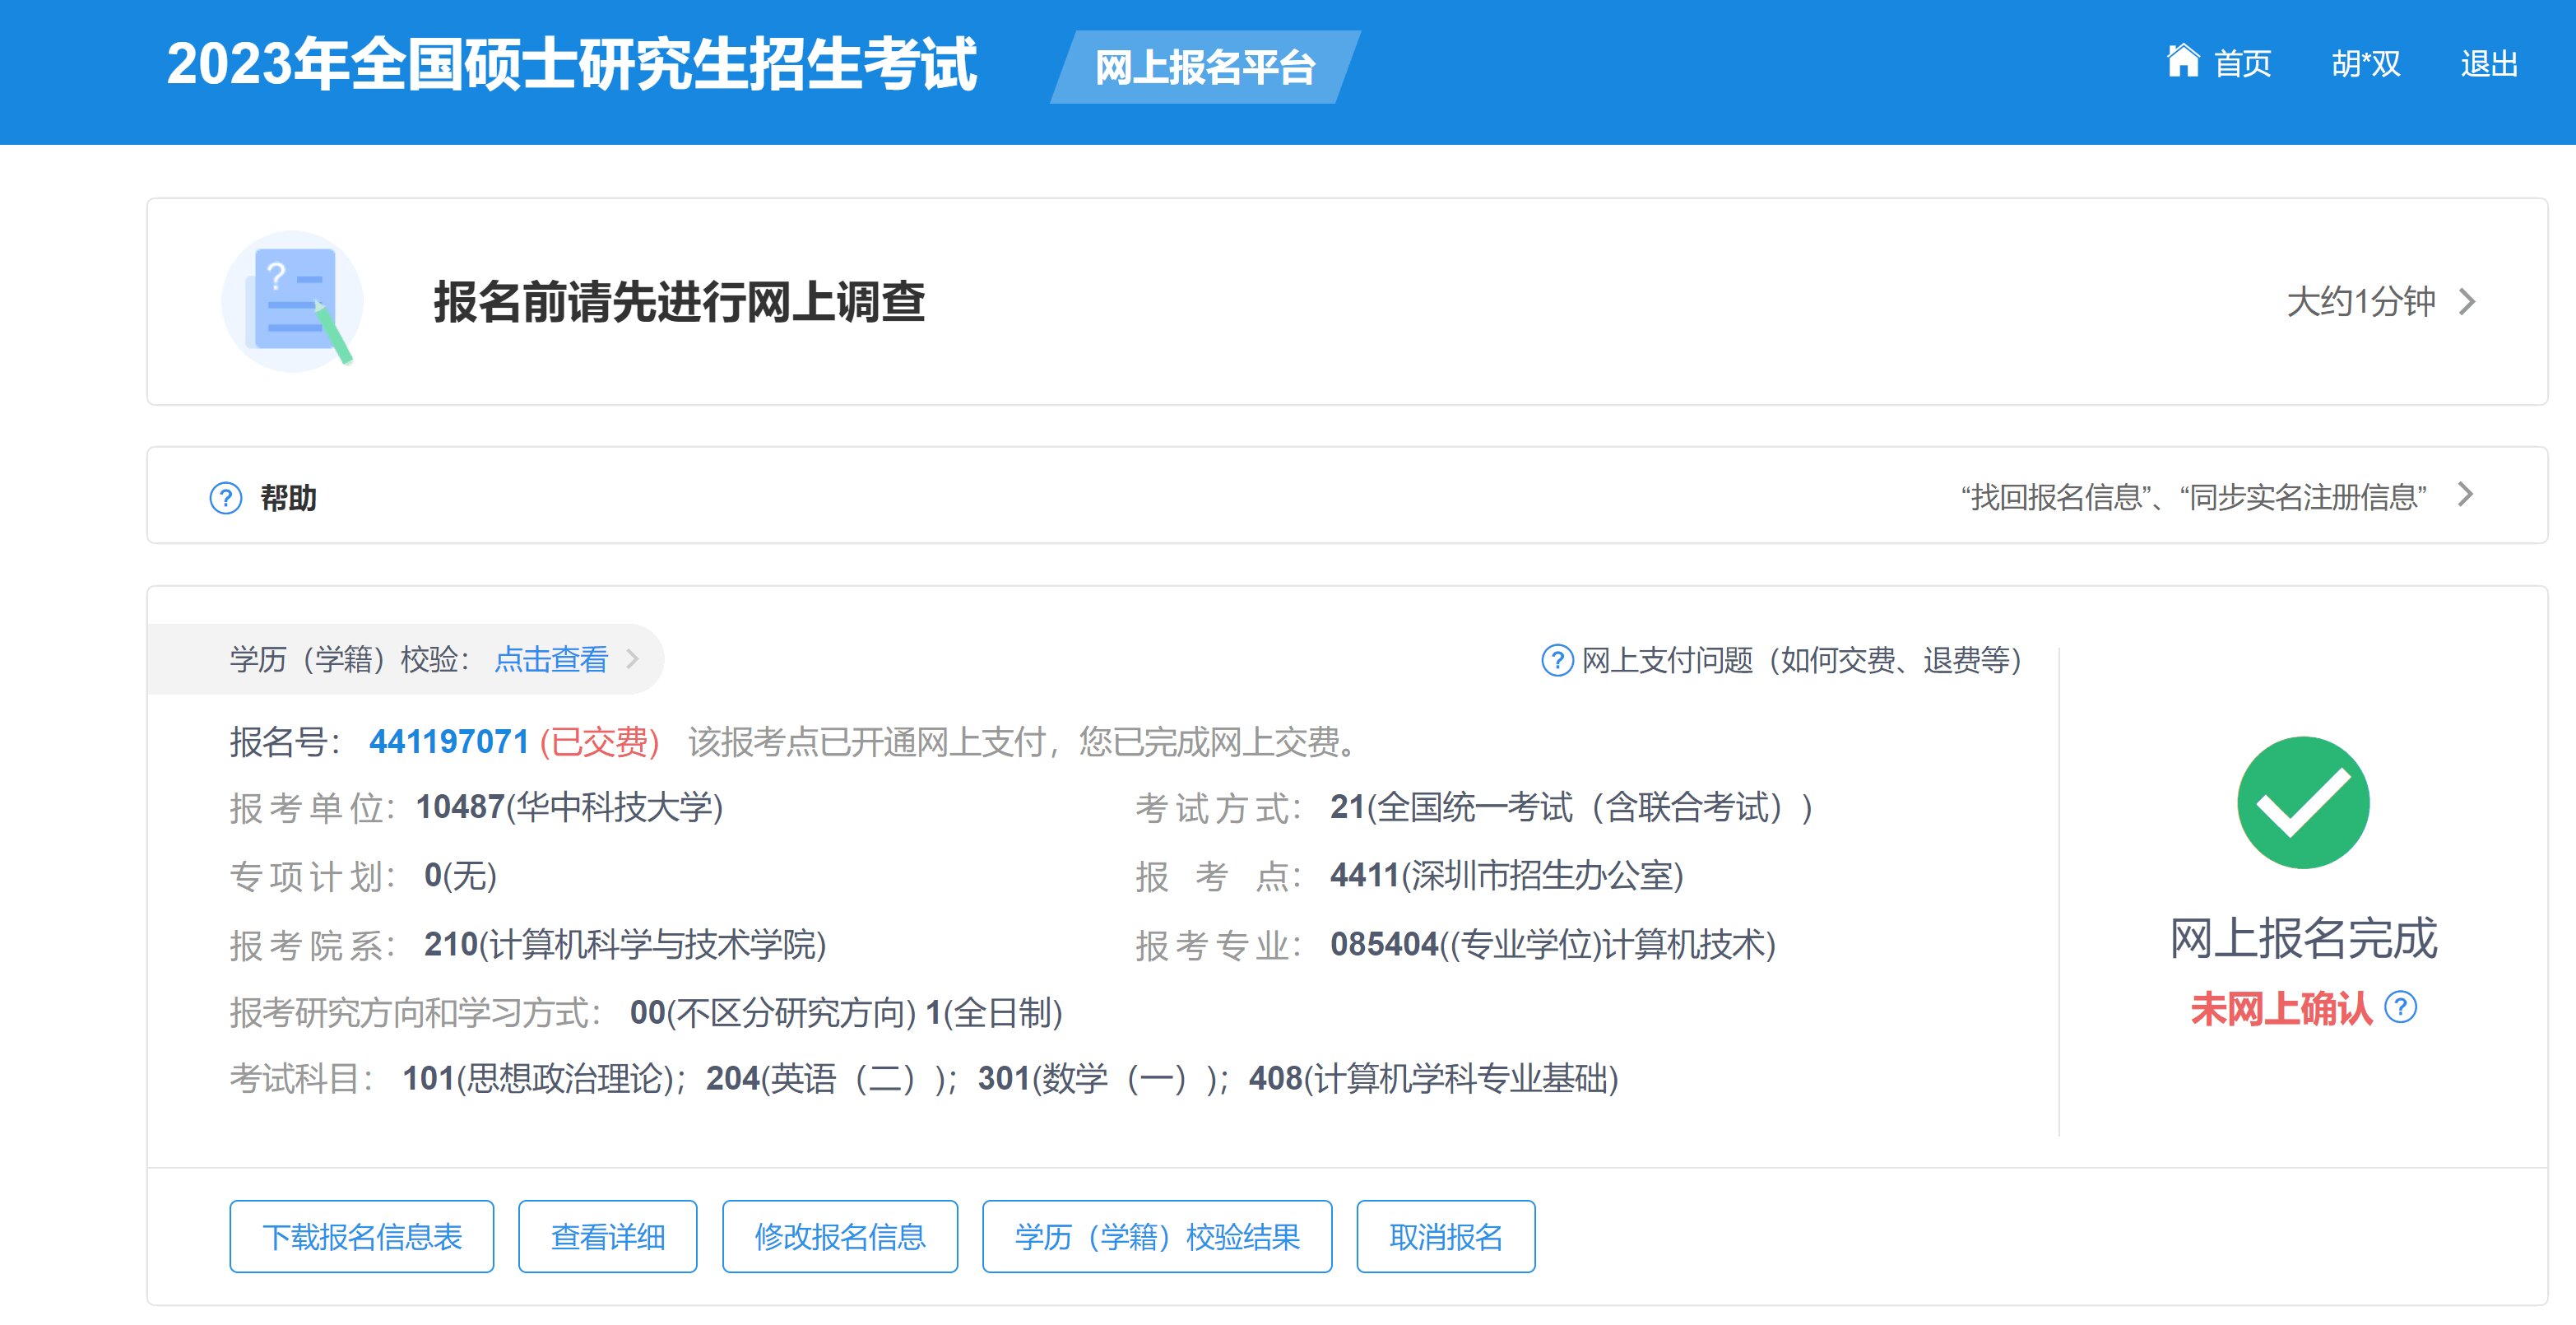 2023年全国硕士研究生招生考试 网上报名平台 首页 胡*双 退出
报名前请先进行网上调查 大约1分钟
帮助 “找回报名信息”、“同步实名注册信息”
学历（学籍）校验： 点击查看 网上支付问题（如何交费、退费等）
报名号： 441197071 (已交费) 该报考点已开通网上支付，您已完成网上交费。
报考单位： 10487(华中科技大学) 考试方式： 21(全国统一考试（含联合考试）)
专项计划： 0(无) 报考点： 4411(深圳市招生办公室)
报考院系： 210(计算机科学与技术学院) 报考专业： 085404((专业学位)计算机技术)
报考研究方向和学习方式： 00(不区分研究方向) 1(全日制)
考试科目： 101(思想政治理论)； 204(英语（二）)； 301(数学（一）)； 408(计算机学科专业基础)
网上报名完成
未网上确认
下载报名信息表 查看详细 修改报名信息 学历（学籍）校验结果 取消报名